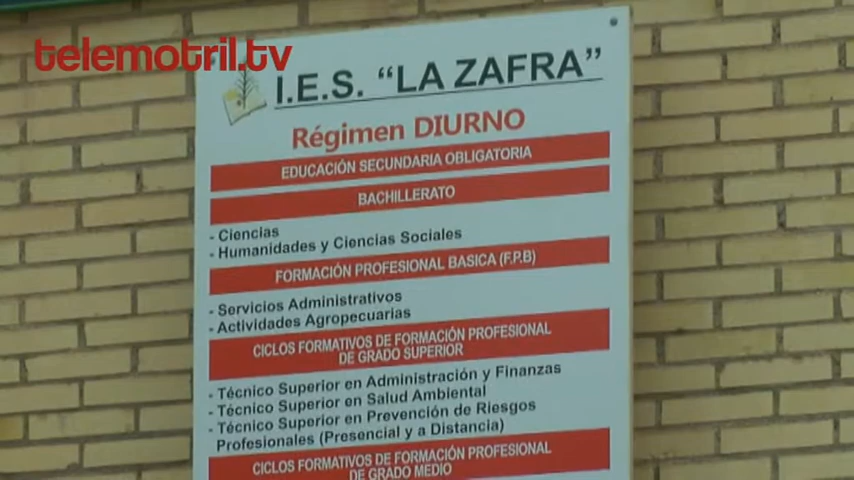 telemotril.tv
I.E.S. “LA ZAFRA”
Régimen DIURNO
EDUCACIÓN SECUNDARIA OBLIGATORIA
BACHILLERATO
- Ciencias
- Humanidades y Ciencias Sociales
FORMACIÓN PROFESIONAL BASICA (F.P.B)
- Servicios Administrativos
- Actividades Agropecuarias
CICLOS FORMATIVOS DE FORMACIÓN PROFESIONAL
DE GRADO SUPERIOR
- Técnico Superior en Administración y Finanzas
- Técnico Superior en Salud Ambiental
- Técnico Superior en Prevención de Riesgos
Profesionales (Presencial y a Distancia)
CICLOS FORMATIVOS DE FORMACIÓN PROFESIONAL
DE GRADO MEDIO